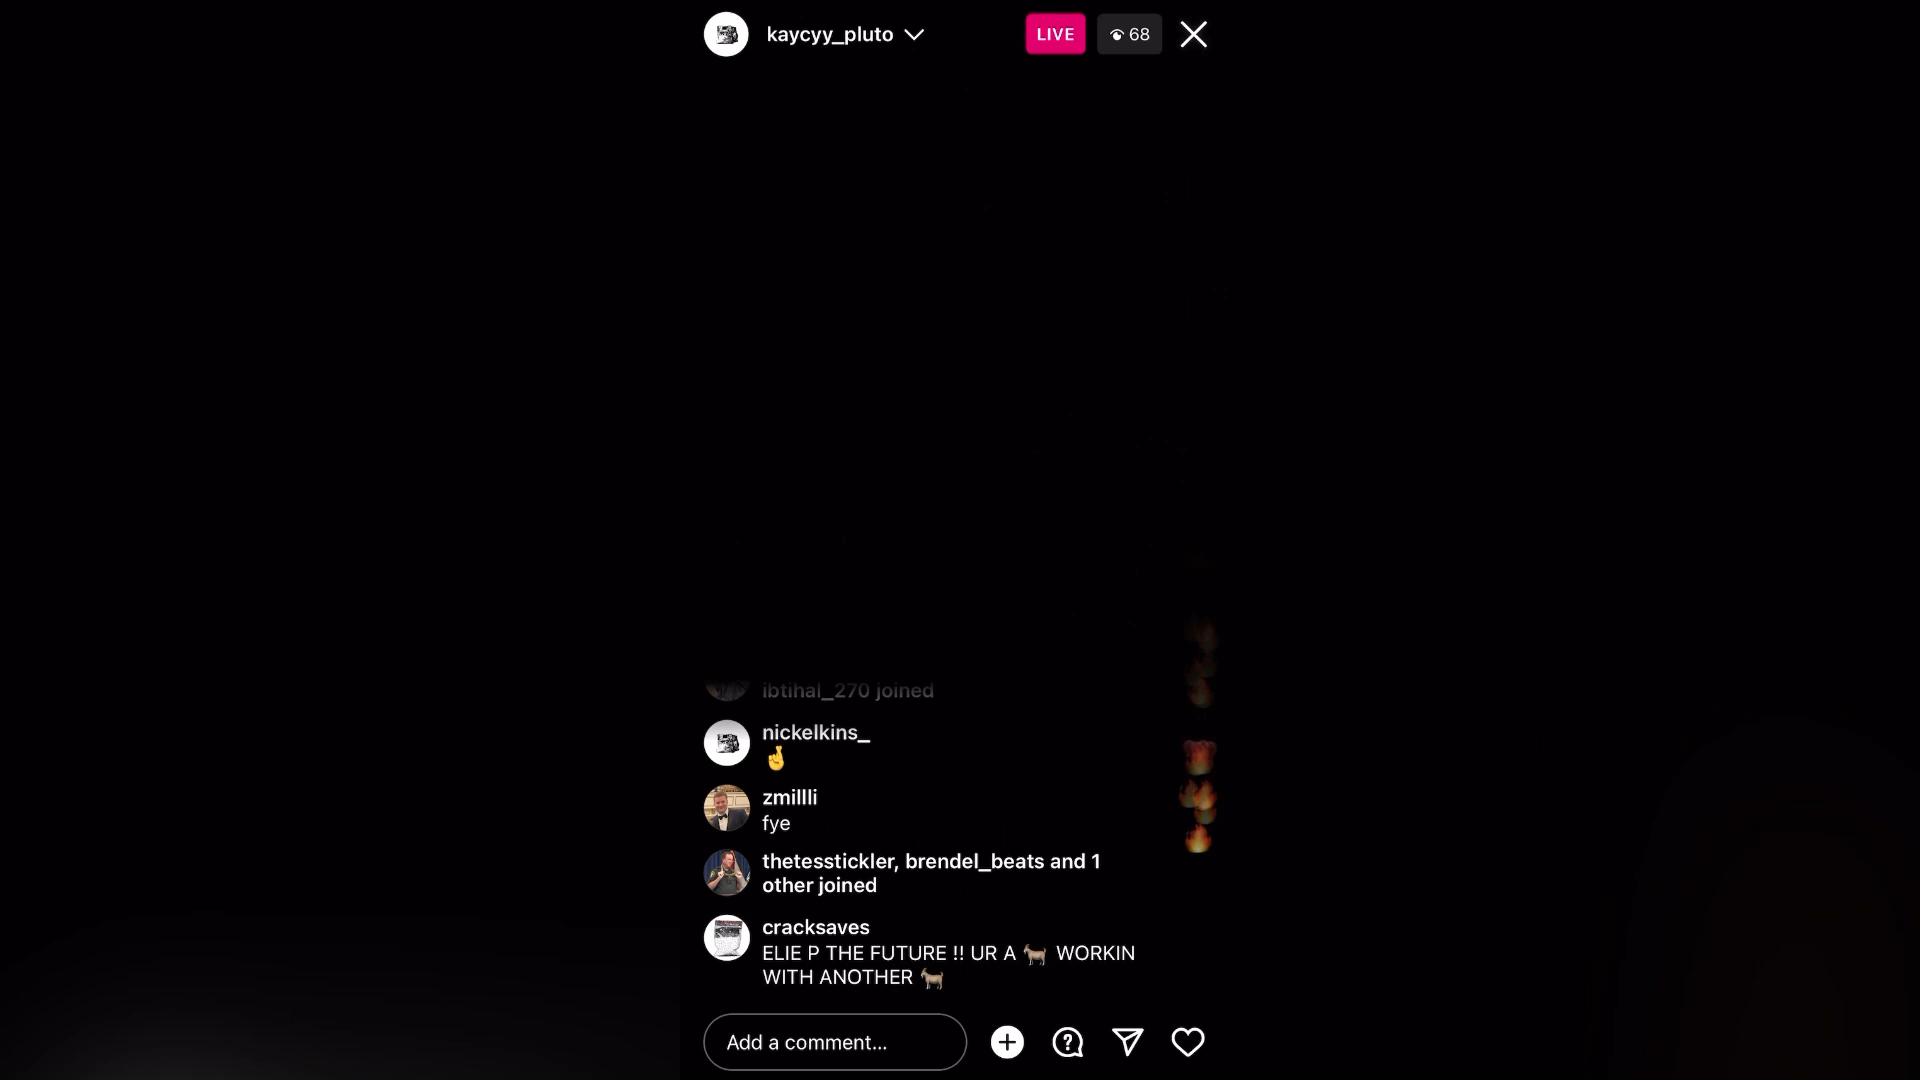 kaycyy_pluto
LIVE
68
ibtihal_270 joined
nickelkins_
🤞
zmillli
fye
thetesstickler, brendel_beats and 1
other joined
cracksaves
ELIE P THE FUTURE !! UR A 🐐 WORKIN
WITH ANOTHER 🐐
Add a comment...